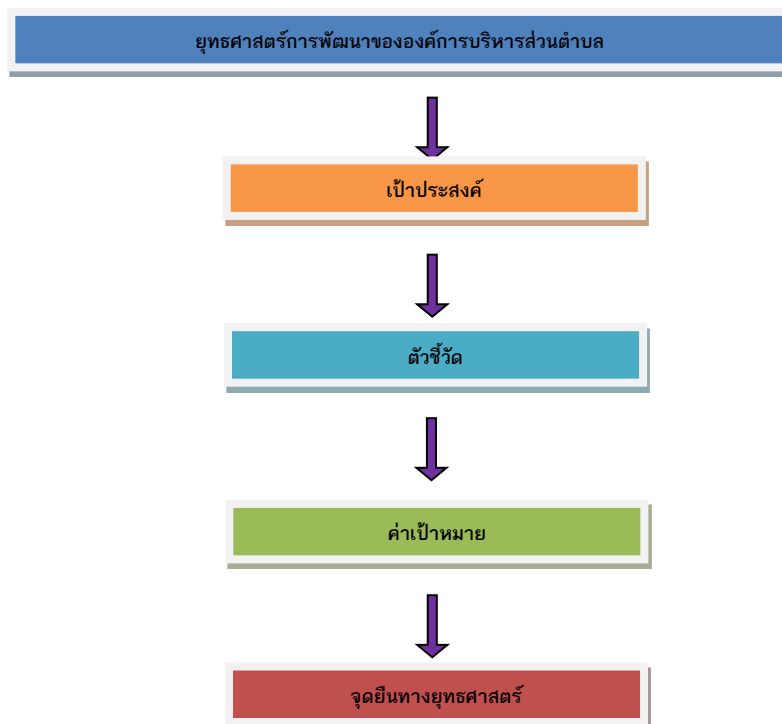 ยุทธศาสตร์การพัฒนาขององค์การบริหารส่วนตำบล
เป้าประสงค์
ตัวชี้วัด
ค่าเป้าหมาย
จุดยืนทางยุทธศาสตร์